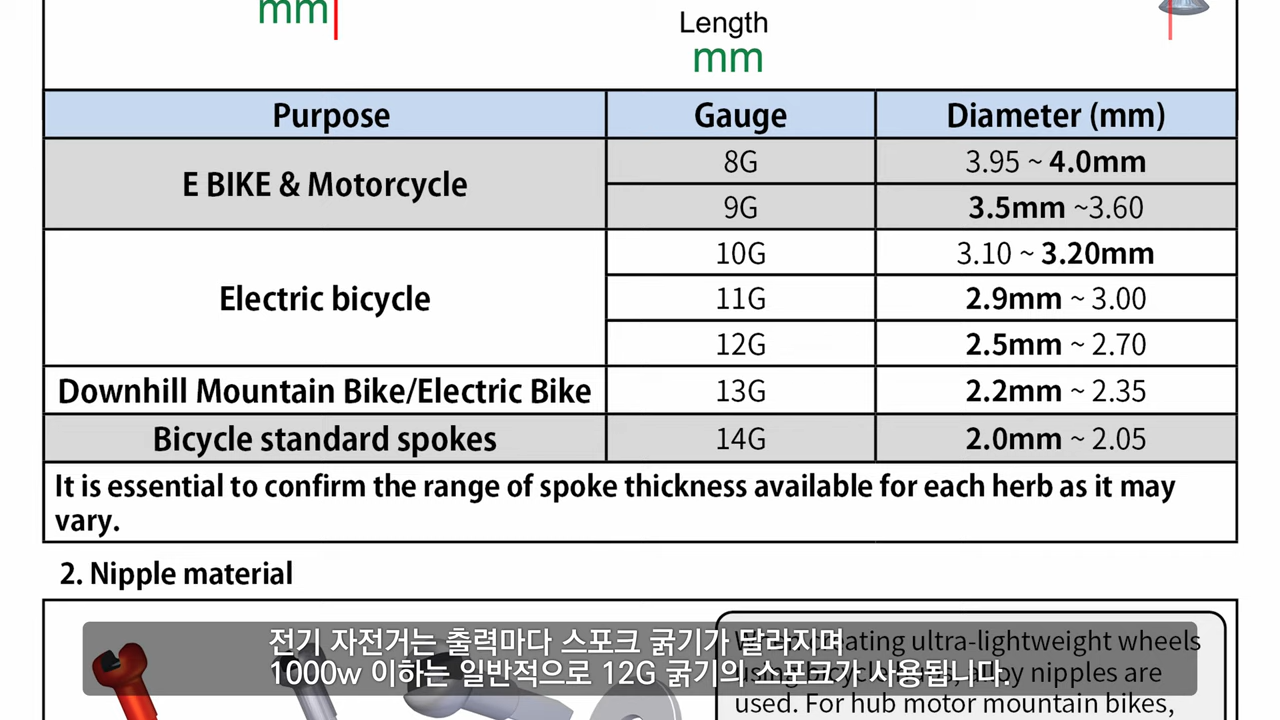 mm
Length
mm
Purpose Gauge Diameter (mm)
E BIKE & Motorcycle
8G 3.95 ~ 4.0mm
9G 3.5mm ~3.60
Electric bicycle
10G 3.10 ~ 3.20mm
11G 2.9mm ~ 3.00
12G 2.5mm ~ 2.70
Downhill Mountain Bike/Electric Bike 13G 2.2mm ~ 2.35
Bicycle standard spokes 14G 2.0mm ~ 2.05
It is essential to confirm the range of spoke thickness available for each herb as it may
vary.
2. Nipple material
전기 자전거는 출력마다 스포크 굵기가 달라지며
1000w 이하는 일반적으로 12G 굵기의 스포크가 사용됩니다.
ultra-lightweight wheels
nipples are
used. For hub motor mountain bikes,